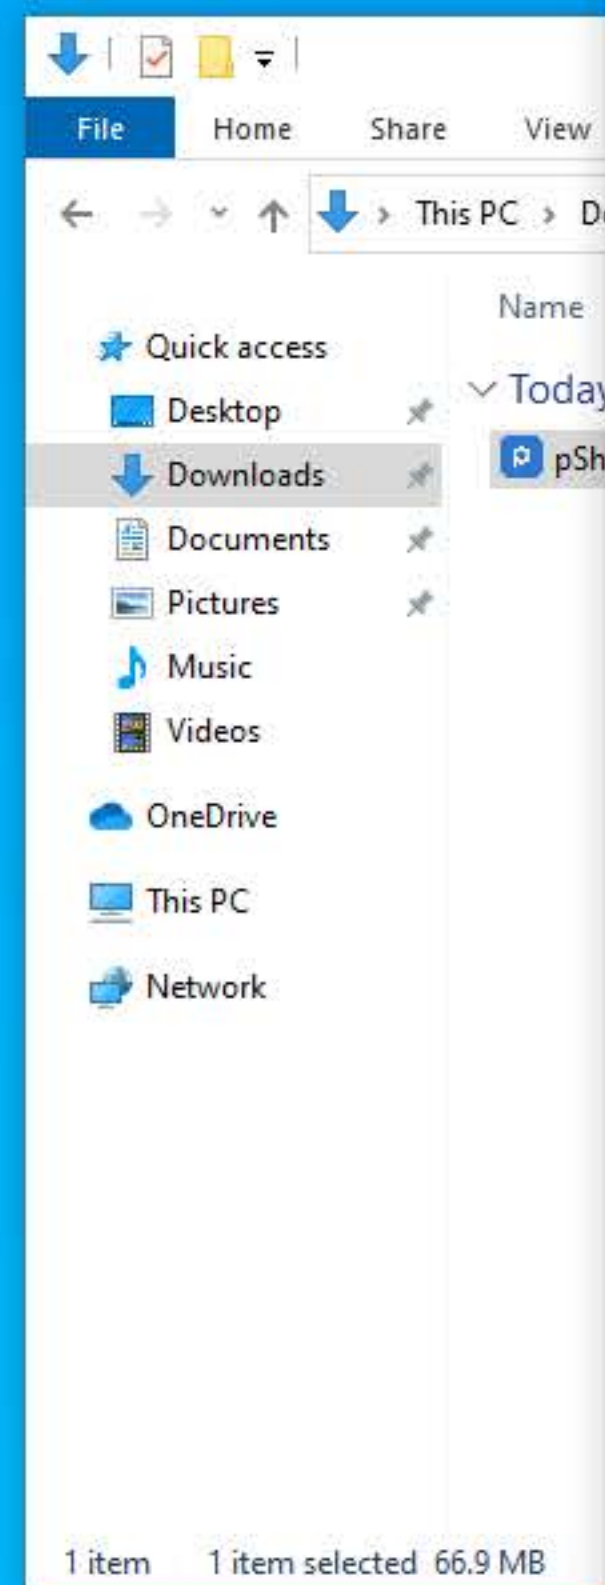 File Home Share View
This PC
Name
Quick access
Today
Desktop
Downloads
Documents
Pictures
Music
Videos
OneDrive
This PC
Network
1 item 1 item selected 66.9 MB